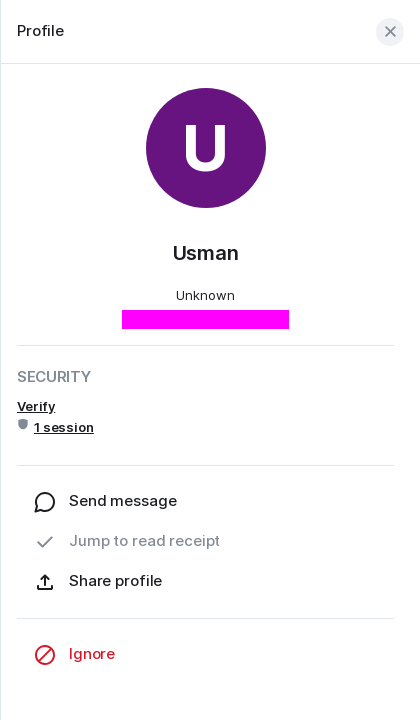 Profile
U
Usman
Unknown
SECURITY
Verify
1 session
Send message
Jump to read receipt
Share profile
Ignore